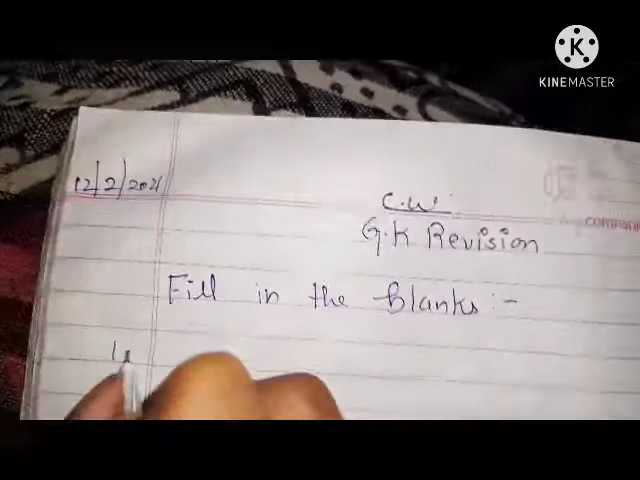 KINEMASTER
12/2/2021
C.W.
G.K Revision
Fill in the Blanks :-